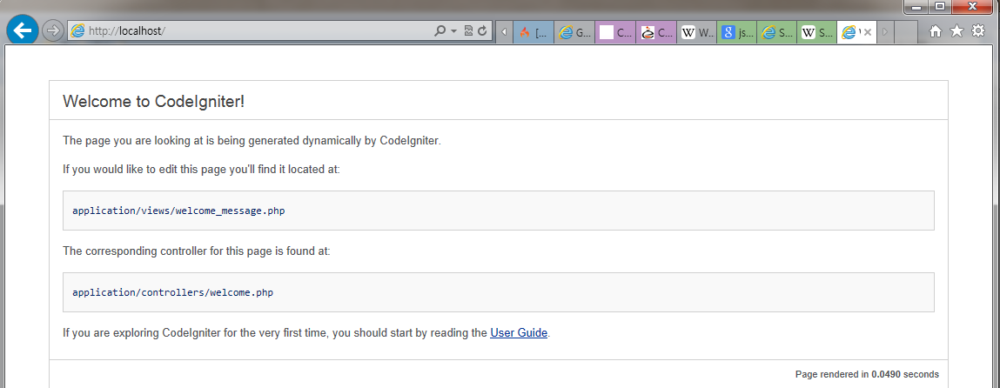 http://localhost/
[...
G...
C...
C...
W...
js...
S...
S...
Welcome to CodeIgniter!
The page you are looking at is being generated dynamically by CodeIgniter.
If you would like to edit this page you'll find it located at:
application/views/welcome_message.php
The corresponding controller for this page is found at:
application/controllers/welcome.php
If you are exploring CodeIgniter for the very first time, you should start by reading the User Guide.
Page rendered in 0.0490 seconds